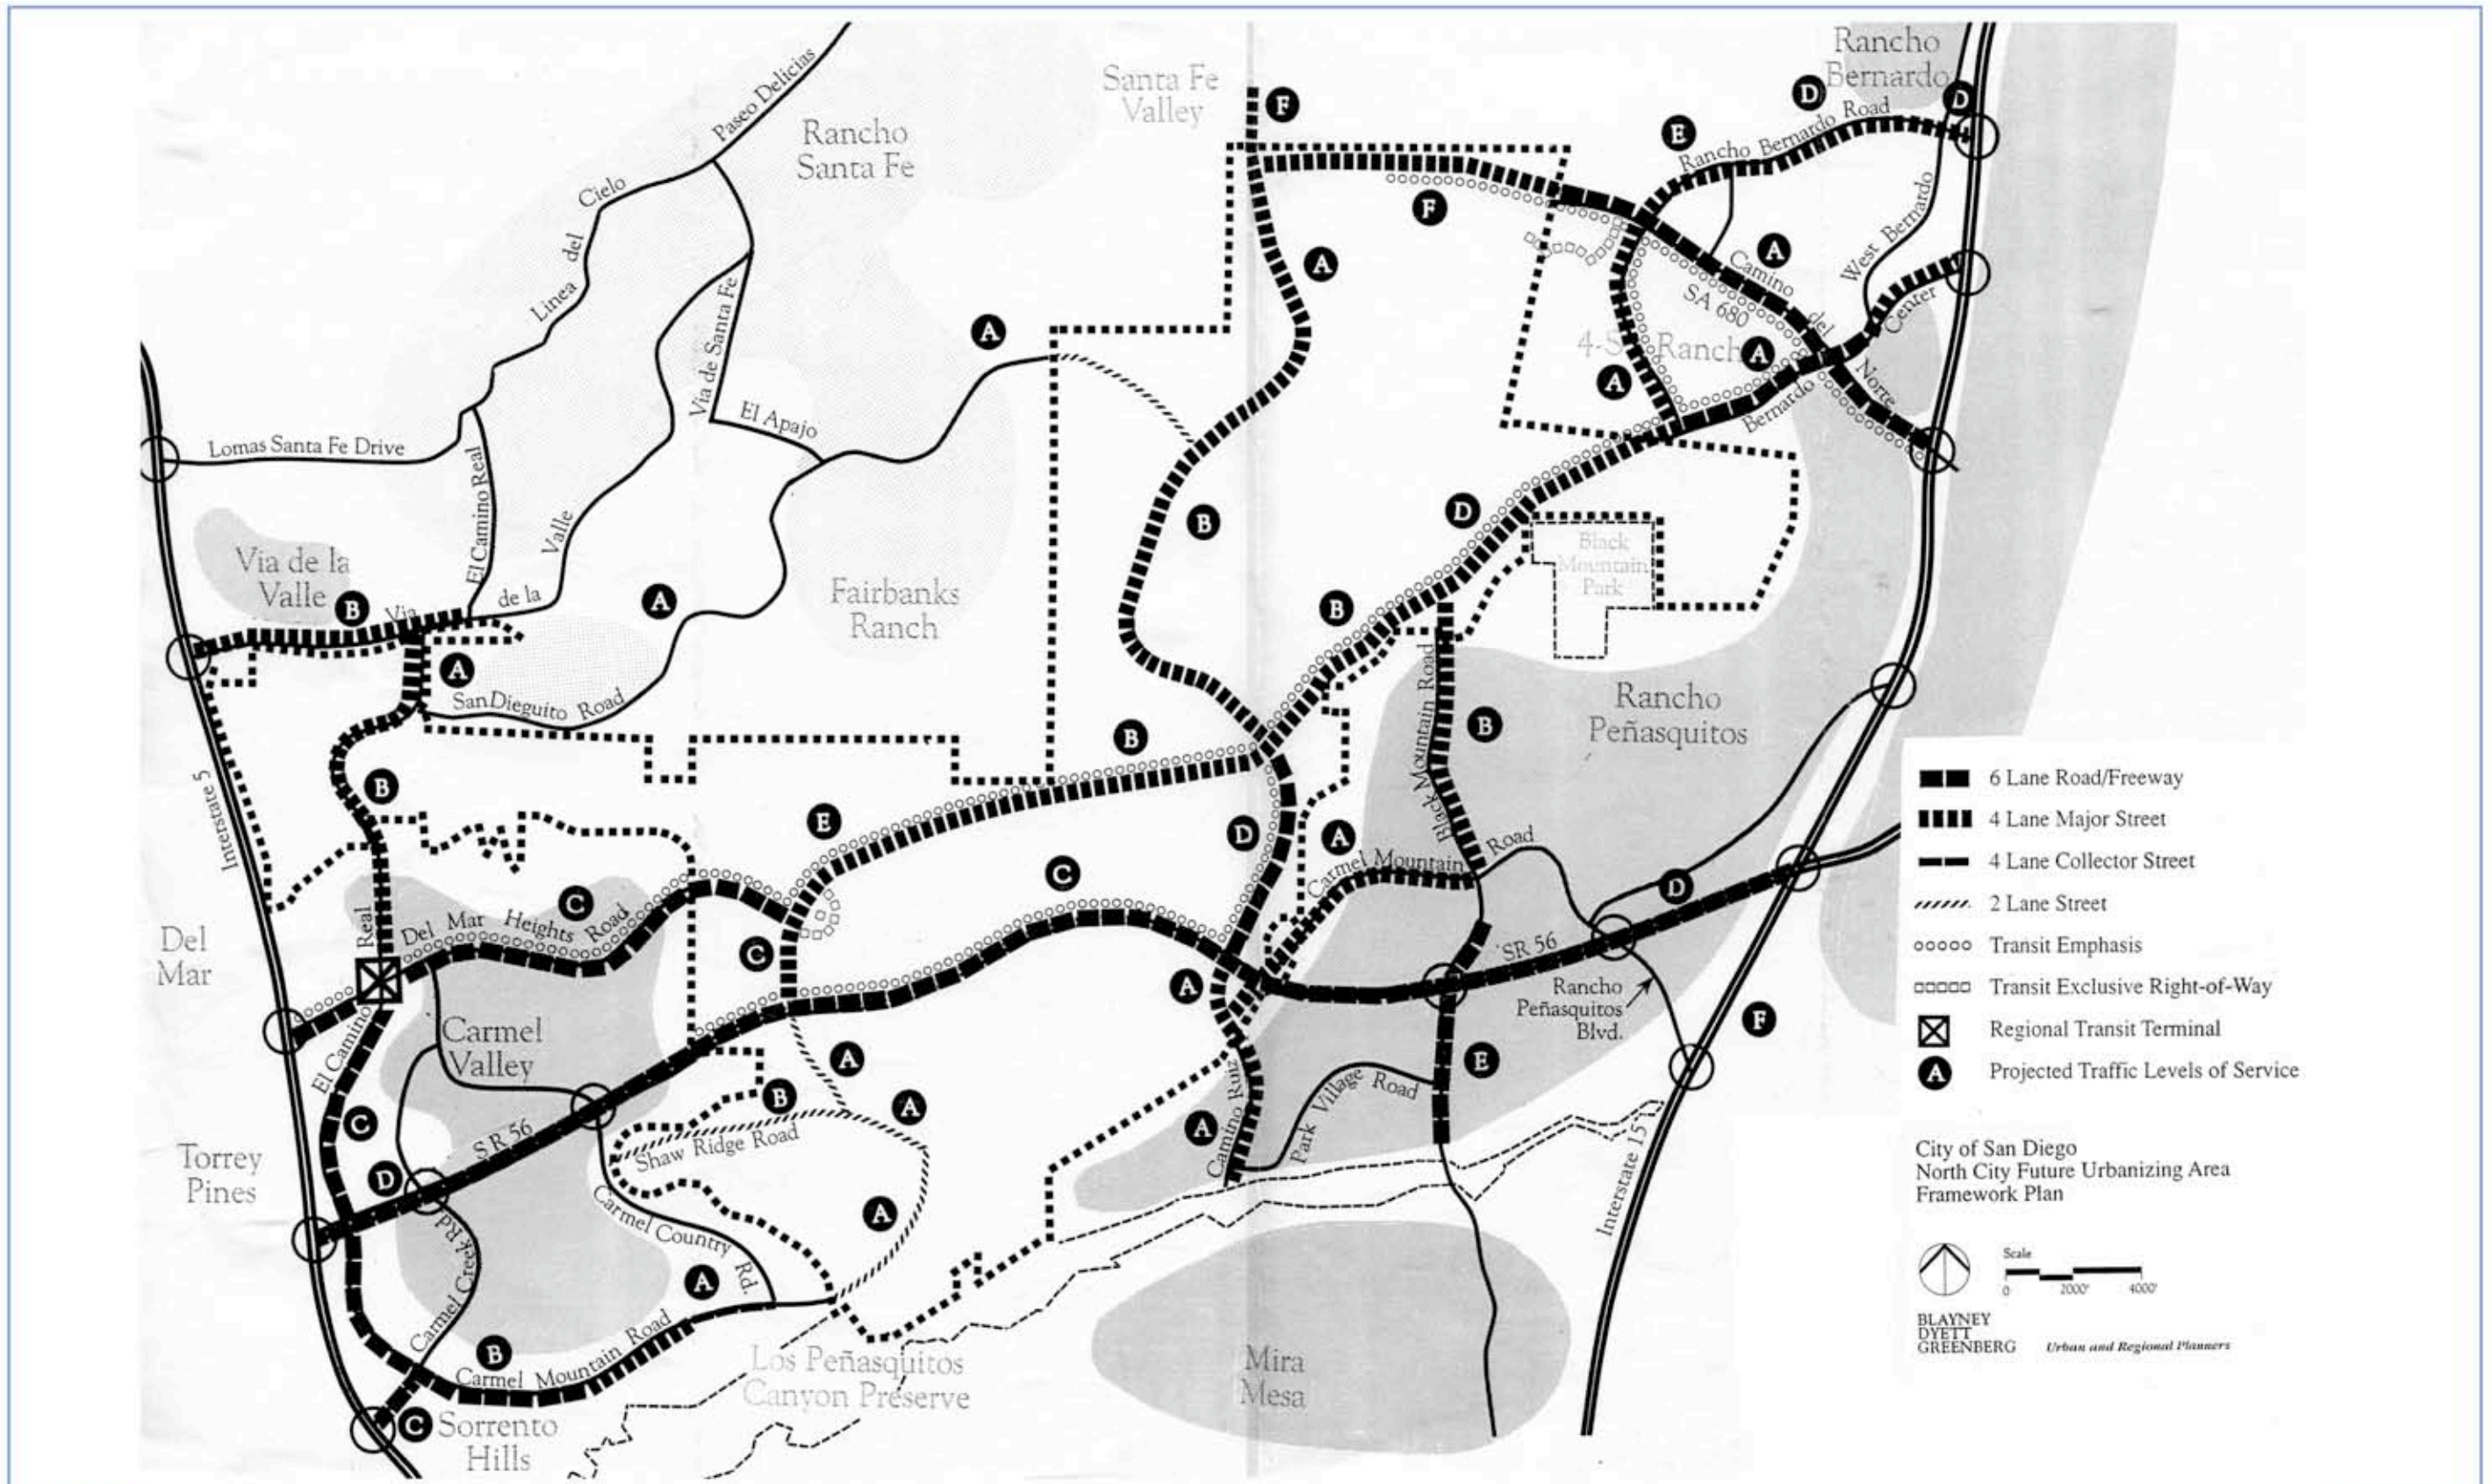 Rancho
Bernardo
Santa Fe
Valley
F
D
D
Rancho Bernardo Road
E
Paseo Delicias
Rancho
Santa Fe
Cielo
del
Linea
F
A
A
Camino
del
Norte
SA 680
West Bernardo
Center
4-S Ranch
A
A
Bernardo
A
Via de Santa Fe
El Apajo
Lomas Santa Fe Drive
El Camino Real
Valle
de la
Via
Via de la
Valle
B
A
A
San Dieguito Road
Fairbanks
Ranch
B
D
B
Black
Mountain
Park
Black Mountain Road
B
Rancho
Peñasquitos
B
B
E
D
A
Carmel Mountain Road
Interstate 5
Del
Mar
Real
Del Mar Heights Road
C
C
C
D
SR 56
A
Rancho
Peñasquitos
Blvd.
F
El Camino
Carmel
Valley
A
B
A
Shaw Ridge Road
Camino Ruiz
A
Park Village Road
E
C
SR 56
D
Torrey
Pines
Carmel Creek Rd
Carmel Country Rd.
A
A
Interstate 15
B
Carmel Mountain Road
C
Sorrento
Hills
Los Peñasquitos
Canyon Preserve
Mira
Mesa
6 Lane Road/Freeway
4 Lane Major Street
4 Lane Collector Street
2 Lane Street
Transit Emphasis
Transit Exclusive Right-of-Way
Regional Transit Terminal
A Projected Traffic Levels of Service
City of San Diego
North City Future Urbanizing Area
Framework Plan
Scale
0 2000' 4000'
BLAYNEY
DYETT
GREENBERG Urban and Regional Planners